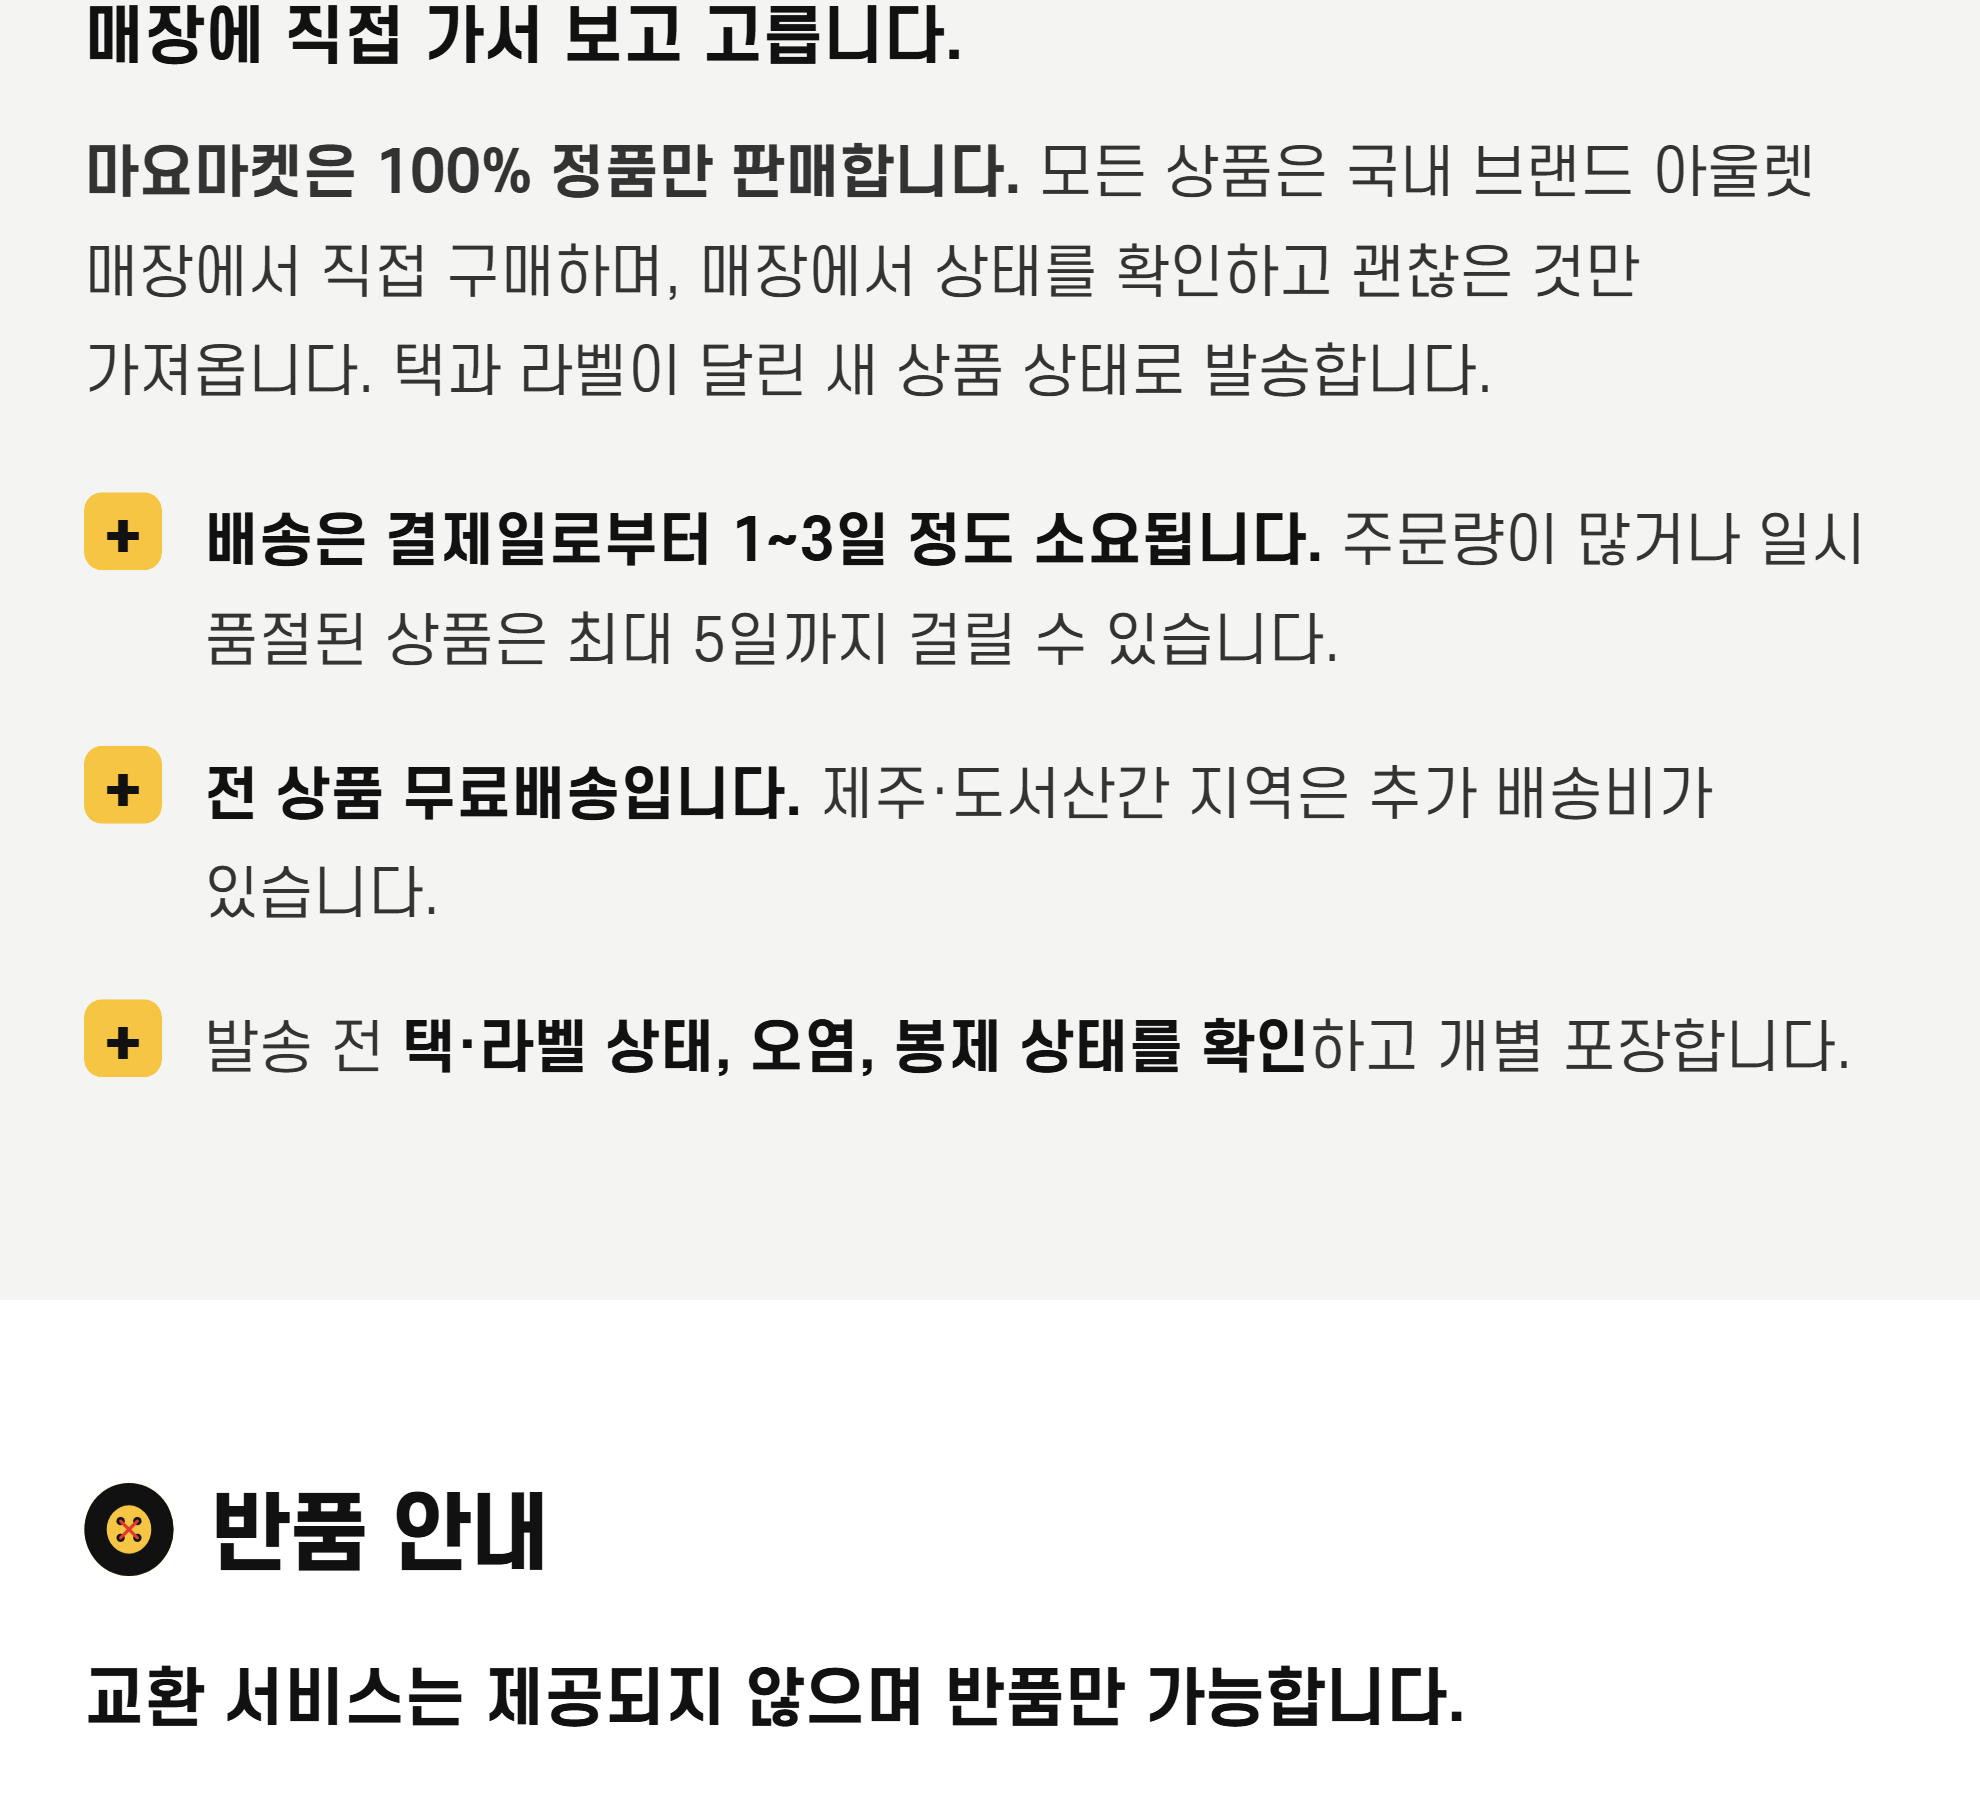 매장에 직접 가서 보고 고릅니다.
마요마켓은 100% 정품만 판매합니다. 모든 상품은 국내 브랜드 아울렛
매장에서 직접 구매하며, 매장에서 상태를 확인하고 괜찮은 것만
가져옵니다. 택과 라벨이 달린 새 상품 상태로 발송합니다.
+ 배송은 결제일로부터 1~3일 정도 소요됩니다. 주문량이 많거나 일시
품절된 상품은 최대 5일까지 걸릴 수 있습니다.
+ 전 상품 무료배송입니다. 제주·도서산간 지역은 추가 배송비가
있습니다.
+ 발송 전 택·라벨 상태, 오염, 봉제 상태를 확인하고 개별 포장합니다.
반품 안내
교환 서비스는 제공되지 않으며 반품만 가능합니다.